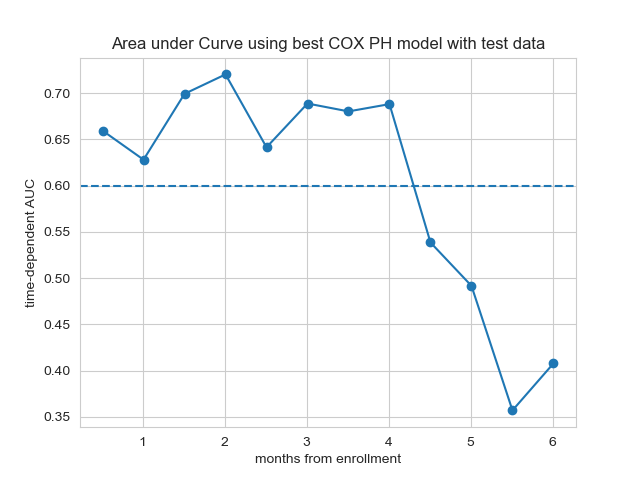 Area under Curve using best COX PH model with test data
time-dependent AUC
0.70
0.65
0.60
0.55
0.50
0.45
0.40
0.35
1 2 3 4 5 6
months from enrollment